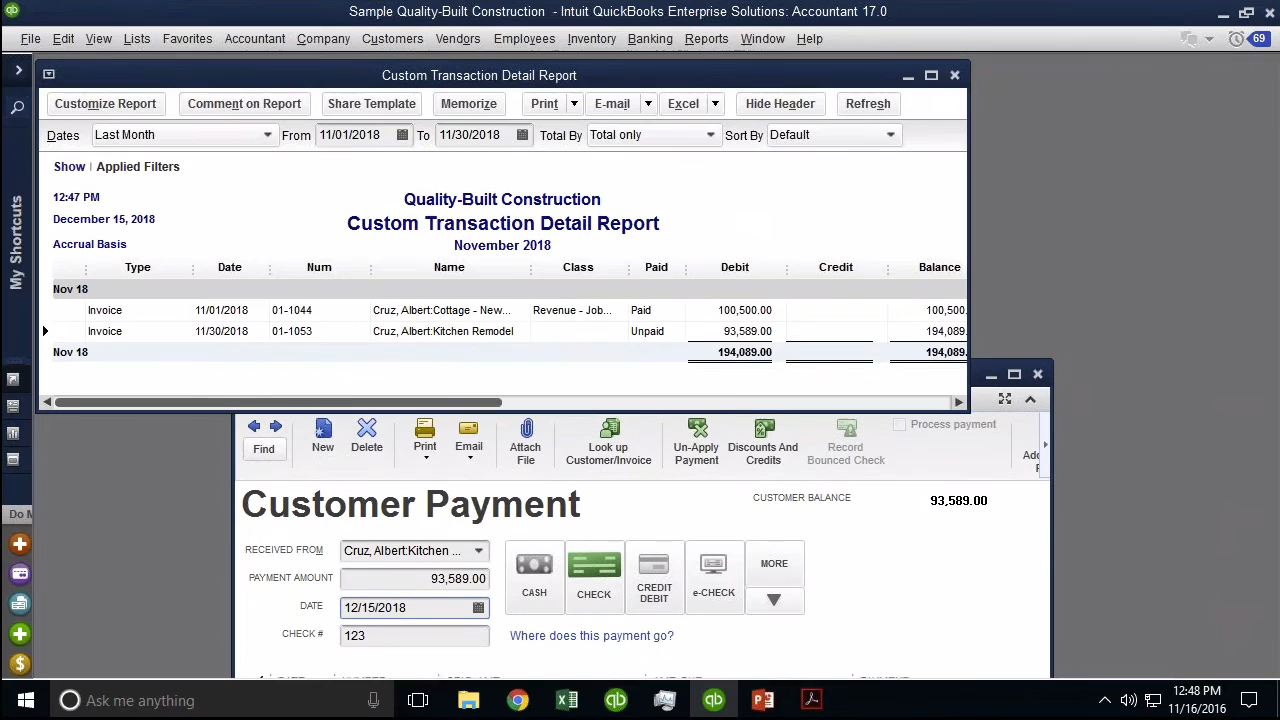 Sample Quality-Built Construction - Intuit QuickBooks Enterprise Solutions: Accountant 17.0
File Edit View Lists Favorites Accountant Company Customers Vendors Employees Inventory Banking Reports Window Help 69
Custom Transaction Detail Report
Customize Report Comment on Report Share Template Memorize Print E-mail Excel Hide Header Refresh
Dates Last Month From 11/01/2018 To 11/30/2018 Total By Total only Sort By Default
Show | Applied Filters
12:47 PM Quality-Built Construction
December 15, 2018 Custom Transaction Detail Report
Accrual Basis November 2018
Type Date Num Name Class Paid Debit Credit Balance
Nov 18
Invoice 11/01/2018 01-1044 Cruz, Albert:Cottage - New... Revenue - Job... Paid 100,500.00 100,500.
Invoice 11/30/2018 01-1053 Cruz, Albert:Kitchen Remodel Unpaid 93,589.00 194,089.
Nov 18 194,089.00 194,089.
My Shortcuts
Do M
Find New Delete Print Email Attach File Look up Customer/Invoice Un-Apply Payment Discounts And Credits Record Bounced Check Process payment
Customer Payment CUSTOMER BALANCE 93,589.00
RECEIVED FROM Cruz, Albert:Kitchen ...
PAYMENT AMOUNT 93,589.00
DATE 12/15/2018
CHECK # 123
CASH CHECK CREDIT DEBIT e-CHECK MORE
Where does this payment go?
Ask me anything
12:48 PM
11/16/2016